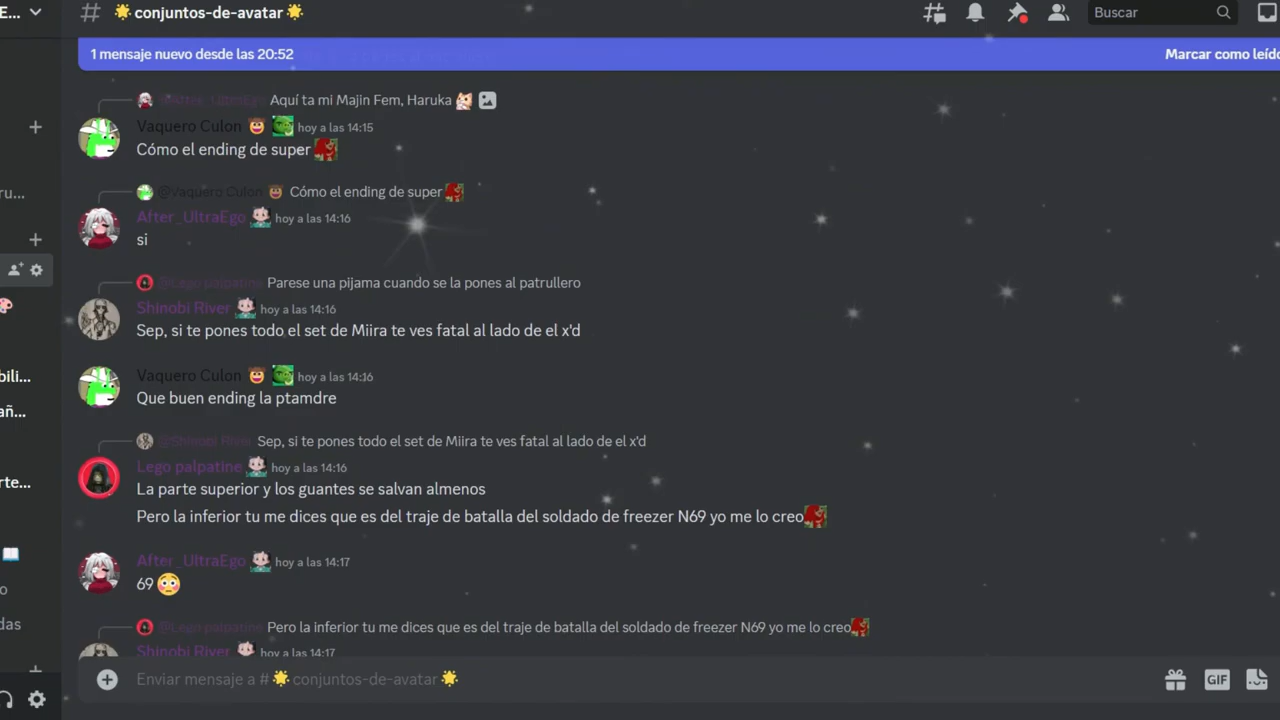 E...
# 🌟conjuntos-de-avatar🌟
Buscar
1 mensaje nuevo desde las 20:52
Marcar como leído
@After_UltraEgo Aquí ta mi Majin Fem, Haruka
Vaquero Culon hoy a las 14:15
Cómo el ending de super
@Vaquero Culon Cómo el ending de super
After_UltraEgo hoy a las 14:16
si
@Lego palpatine Parese una pijama cuando se la pones al patrullero
Shinobi River hoy a las 14:16
Sep, si te pones todo el set de Miira te ves fatal al lado de el x'd
Vaquero Culon hoy a las 14:16
Que buen ending la ptamdre
@Shinobi River Sep, si te pones todo el set de Miira te ves fatal al lado de el x'd
Lego palpatine hoy a las 14:16
La parte superior y los guantes se salvan almenos
Pero la inferior tu me dices que es del traje de batalla del soldado de freezer N69 yo me lo creo
After_UltraEgo hoy a las 14:17
69 😳
@Lego palpatine Pero la inferior tu me dices que es del traje de batalla del soldado de freezer N69 yo me lo creo
Shinobi River hoy a las 14:17
Enviar mensaje a # 🌟conjuntos-de-avatar🌟
GIF
ru...
bili...
añ...
rte...
o
das